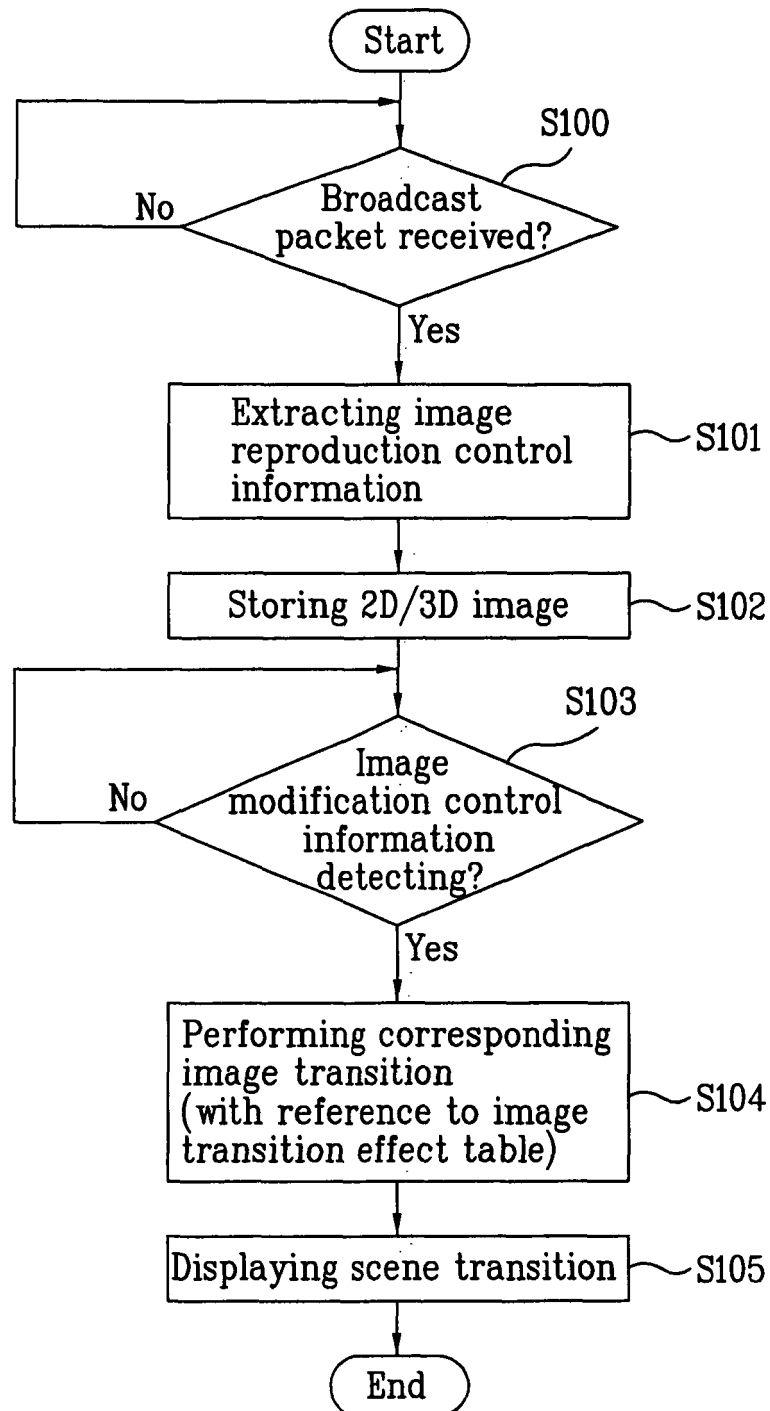 Start
S100
Broadcast
packet received?
No
Yes
Extracting image
reproduction control
information
S101
Storing 2D/3D image
S102
S103
Image
modification control
information
detecting?
No
Yes
Performing corresponding
image transition
(with reference to image
transition effect table)
S104
Displaying scene transition
S105
End